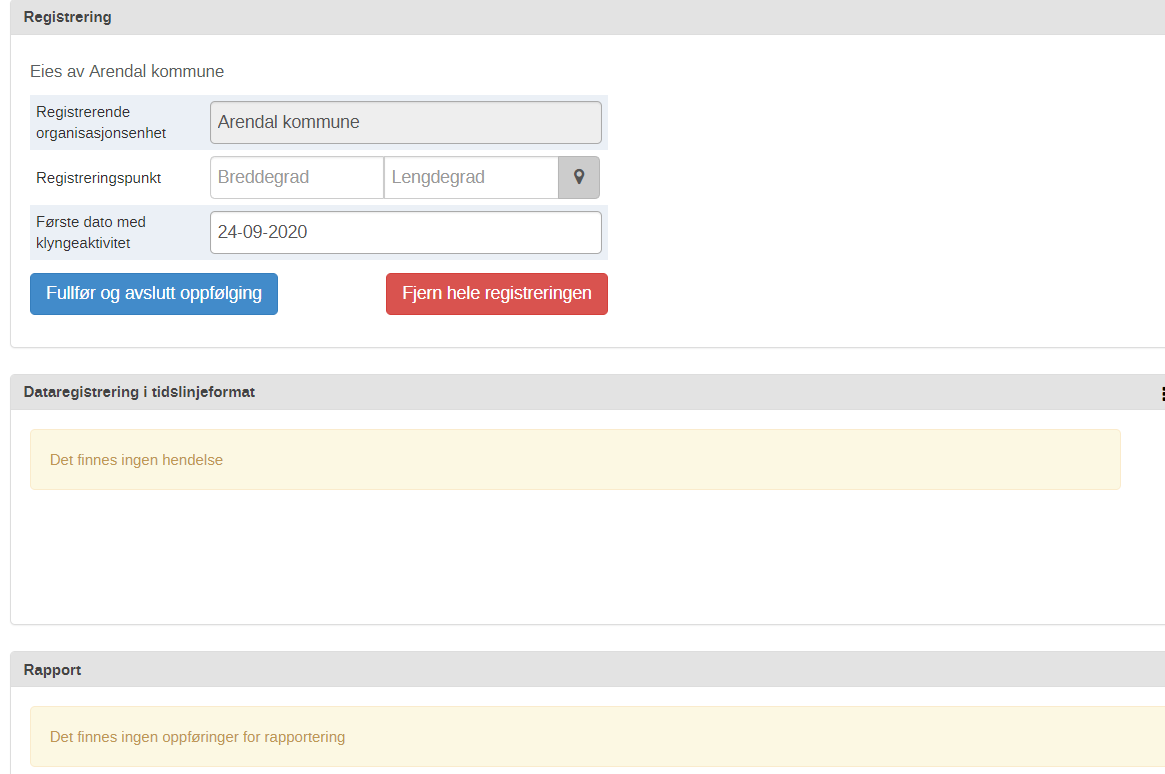 Registrering
Eies av Arendal kommune
Registrerende
organisasjonsenhet
Arendal kommune
Registreringspunkt
Breddegrad
Lengdegrad
Første dato med
klyngeaktivitet
24-09-2020
Fullfør og avslutt oppfølging
Fjern hele registreringen
Dataregistrering i tidslinjeformat
Det finnes ingen hendelse
Rapport
Det finnes ingen oppføringer for rapportering